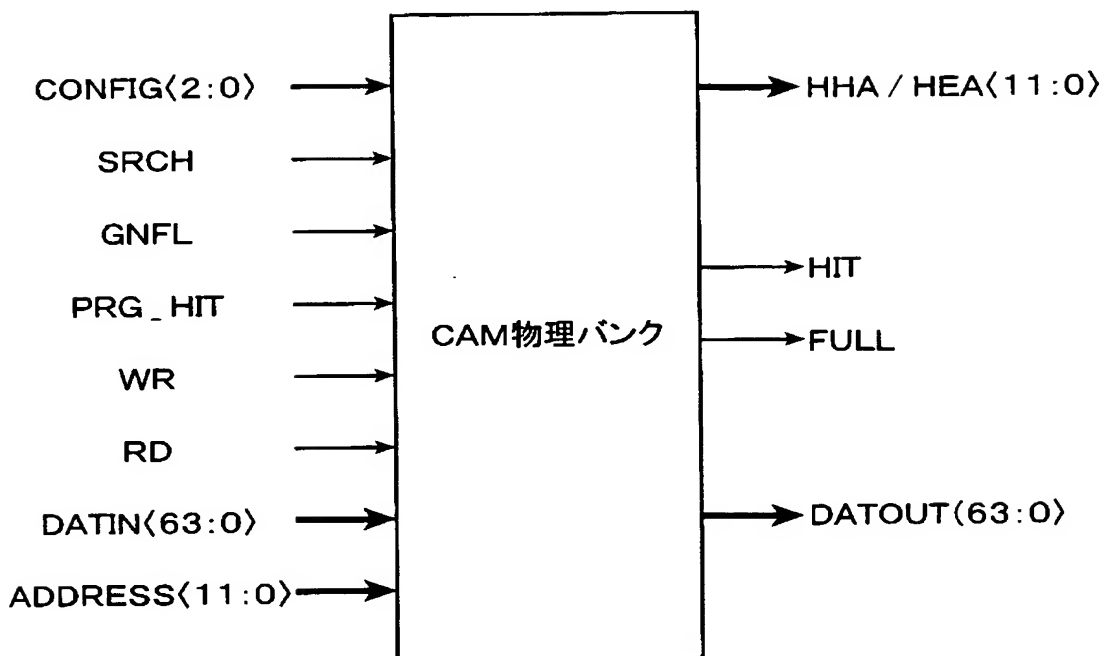 CONFIG〈2:0〉
SRCH
GNFL
PRG_HIT
WR
RD
DATIN〈63:0〉
ADDRESS〈11:0〉
CAM物理バンク
HHA / HEA〈11:0〉
HIT
FULL
DATOUT(63:0〉